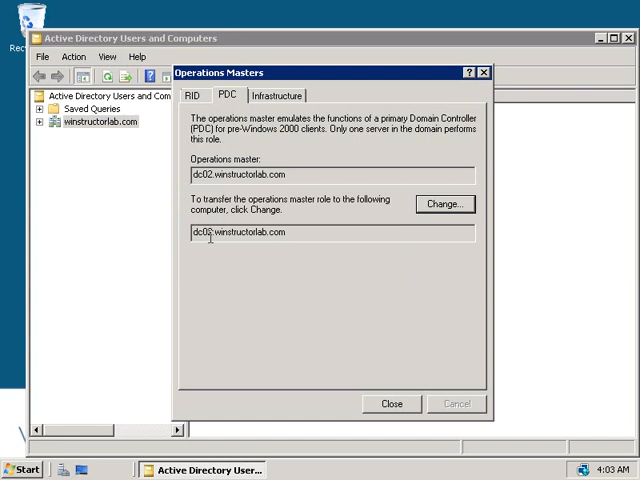 Recy
Active Directory Users and Computers
File Action View Help
Operations Masters
Active Directory Users and Com
Saved Queries
winstructorlab.com
RID PDC Infrastructure
The operations master emulates the functions of a primary Domain Controller
(PDC) for pre-Windows 2000 clients. Only one server in the domain performs
this role.
Operations master:
dc02.winstructorlab.com
To transfer the operations master role to the following
computer, click Change.
Change...
.winstructorlab.com
Close Cancel
Start Active Directory User... 4:03 AM